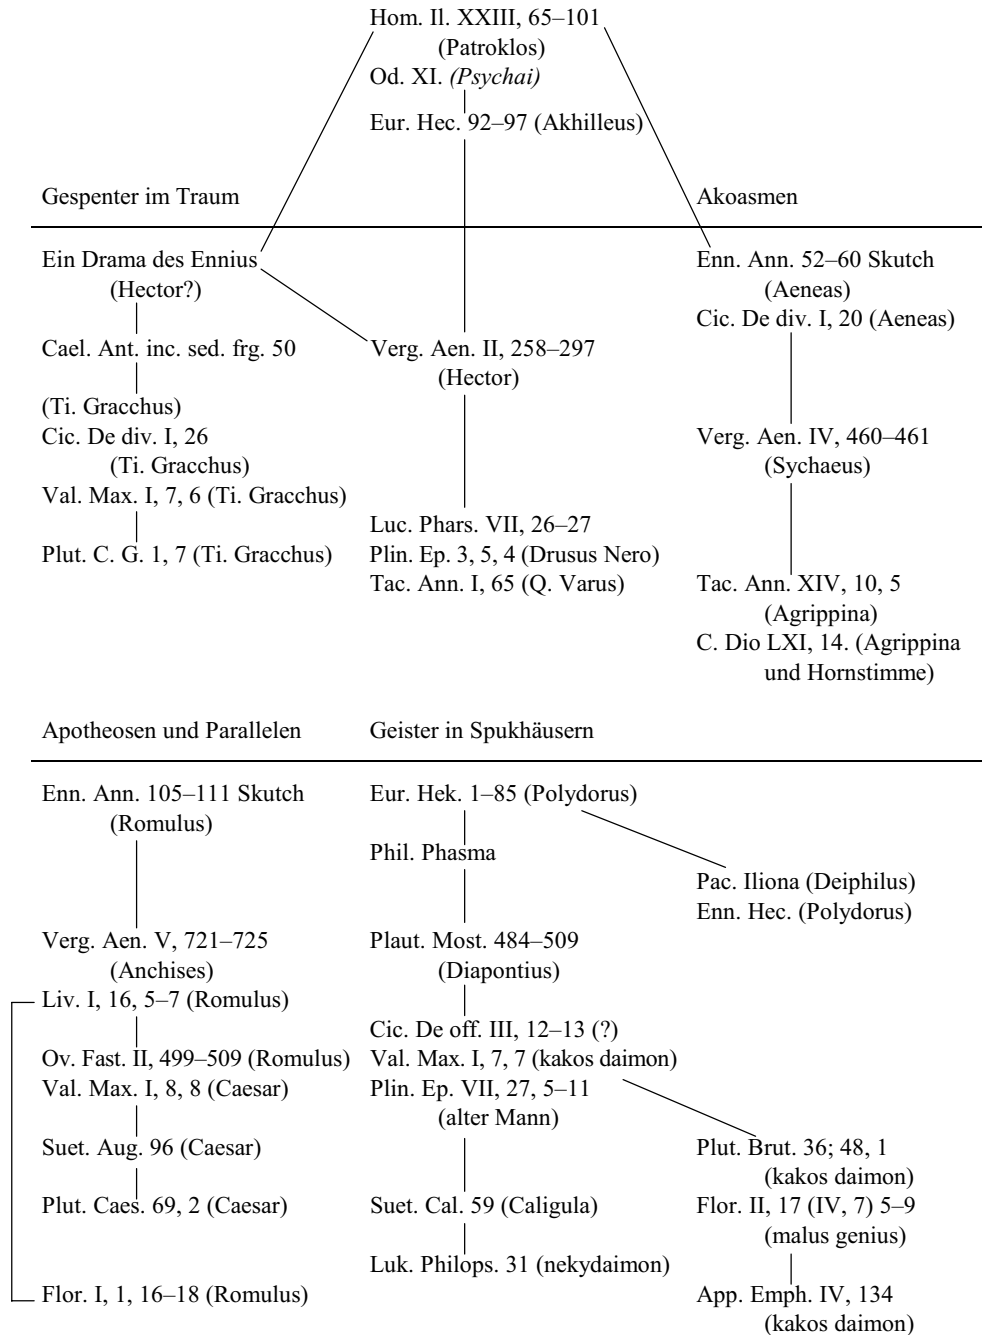 Hom. Il. XXIII, 65–101
(Patroklos)
Od. XI. (Psychai)
Eur. Hec. 92–97 (Akhilleus)
Gespenter im Traum
Akoasmen
Ein Drama des Ennius
(Hector?)
Cael. Ant. inc. sed. frg. 50
(Ti. Gracchus)
Cic. De div. I, 26
(Ti. Gracchus)
Val. Max. I, 7, 6 (Ti. Gracchus)
Plut. C. G. 1, 7 (Ti. Gracchus)
Verg. Aen. II, 258–297
(Hector)
Luc. Phars. VII, 26–27
Plin. Ep. 3, 5, 4 (Drusus Nero)
Tac. Ann. I, 65 (Q. Varus)
Enn. Ann. 52–60 Skutch
(Aeneas)
Cic. De div. I, 20 (Aeneas)
Verg. Aen. IV, 460–461
(Sychaeus)
Tac. Ann. XIV, 10, 5
(Agrippina)
C. Dio LXI, 14. (Agrippina
und Hornstimme)
Apotheosen und Parallelen
Geister in Spukhäusern
Enn. Ann. 105–111 Skutch
(Romulus)
Verg. Aen. V, 721–725
(Anchises)
Liv. I, 16, 5–7 (Romulus)
Ov. Fast. II, 499–509 (Romulus)
Val. Max. I, 8, 8 (Caesar)
Suet. Aug. 96 (Caesar)
Plut. Caes. 69, 2 (Caesar)
Flor. I, 1, 16–18 (Romulus)
Eur. Hek. 1–85 (Polydorus)
Phil. Phasma
Plaut. Most. 484–509
(Diapontius)
Cic. De off. III, 12–13 (?)
Val. Max. I, 7, 7 (kakos daimon)
Plin. Ep. VII, 27, 5–11
(alter Mann)
Suet. Cal. 59 (Caligula)
Luk. Philops. 31 (nekydaimon)
Pac. Iliona (Deiphilus)
Enn. Hec. (Polydorus)
Plut. Brut. 36; 48, 1
(kakos daimon)
Flor. II, 17 (IV, 7) 5–9
(malus genius)
App. Emph. IV, 134
(kakos daimon)